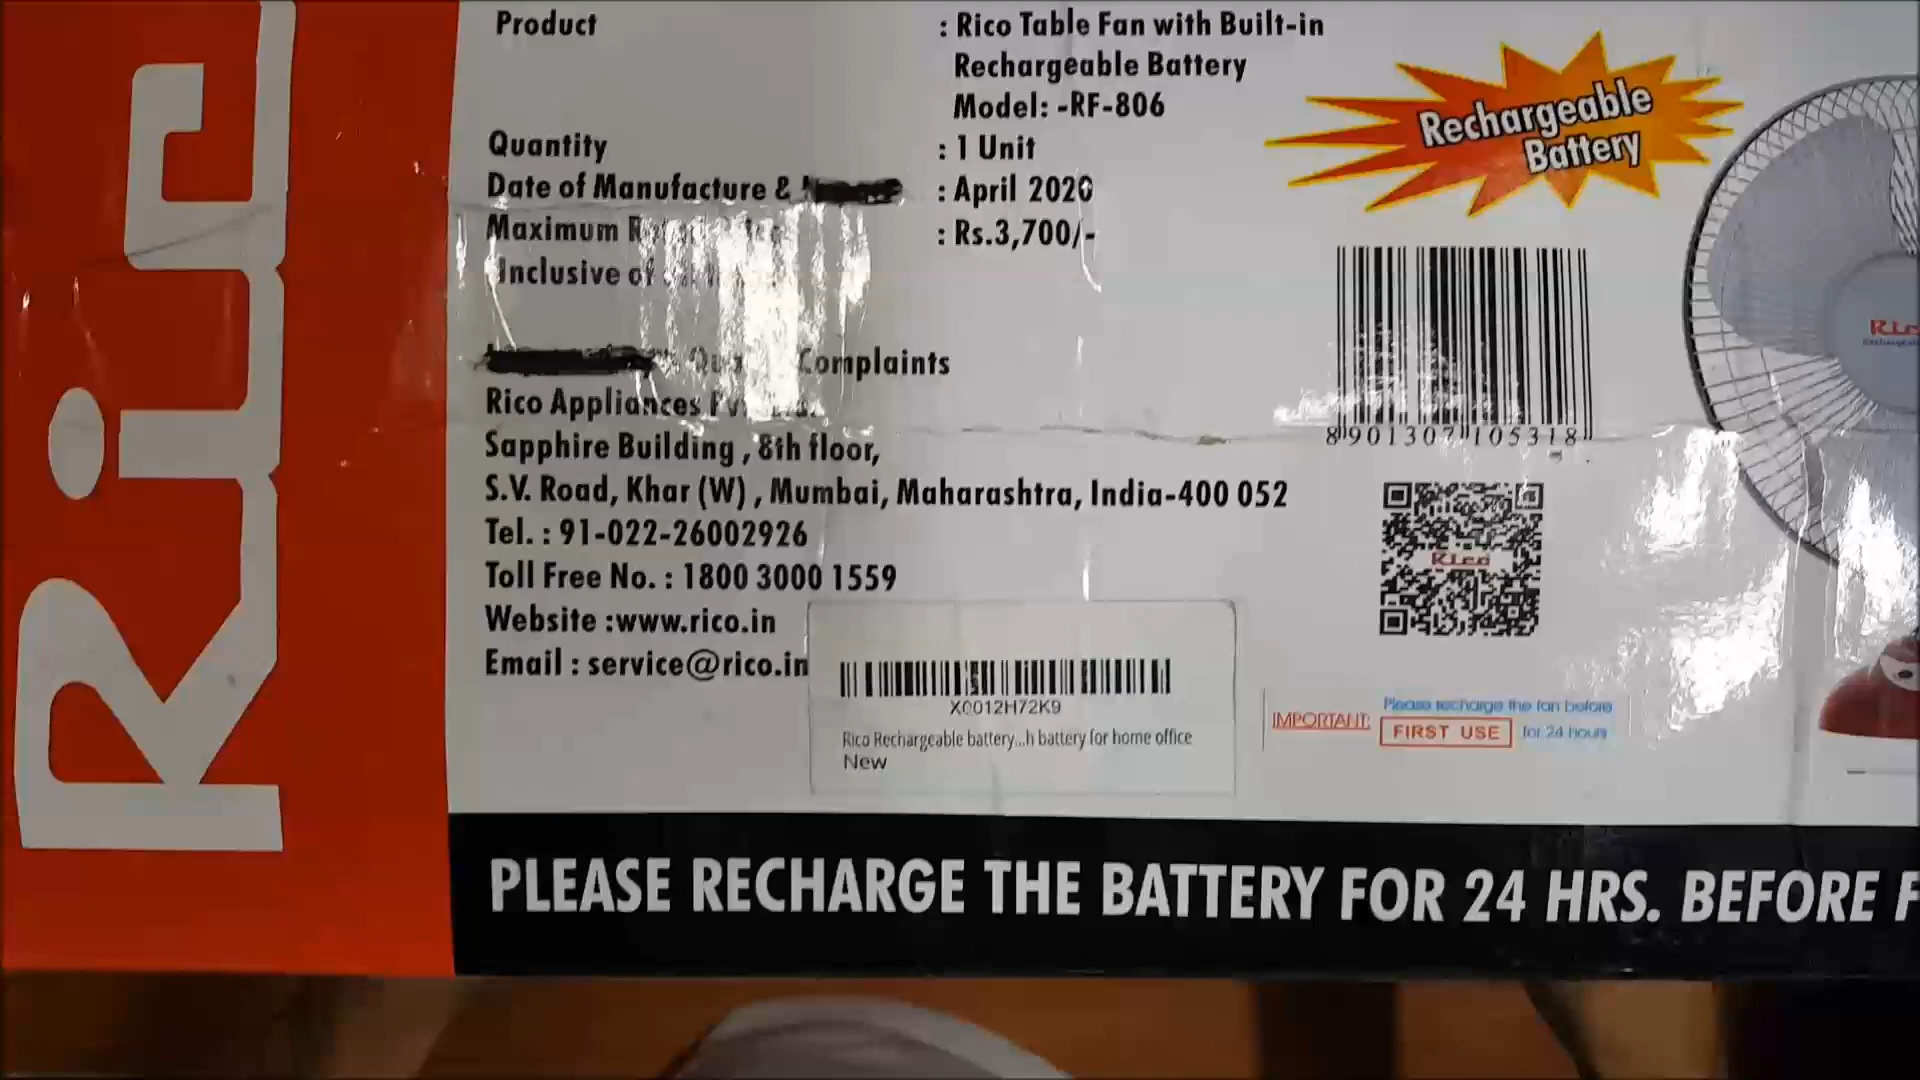 Rico
Product : Rico Table Fan with Built-in
Rechargeable Battery
Model: -RF-806
Quantity : 1 Unit
Date of Manufacture & : April 2020
Maximum : Rs.3,700/-
Inclusive of
Complaints
Rico Appliances
Sapphire Building , 8th floor,
S.V. Road, Khar (W) , Mumbai, Maharashtra, India-400 052
Tel. : 91-022-26002926
Toll Free No. : 1800 3000 1559
Website :www.rico.in
Email : service@rico.in
Rechargeable
Battery
8 901307 105318
Rico
X0012H72K9
Rico Rechargeable battery...h battery for home office
New
IMPORTANT: Please recharge the fan before
FIRST USE for 24 hours
PLEASE RECHARGE THE BATTERY FOR 24 HRS. BEFORE F